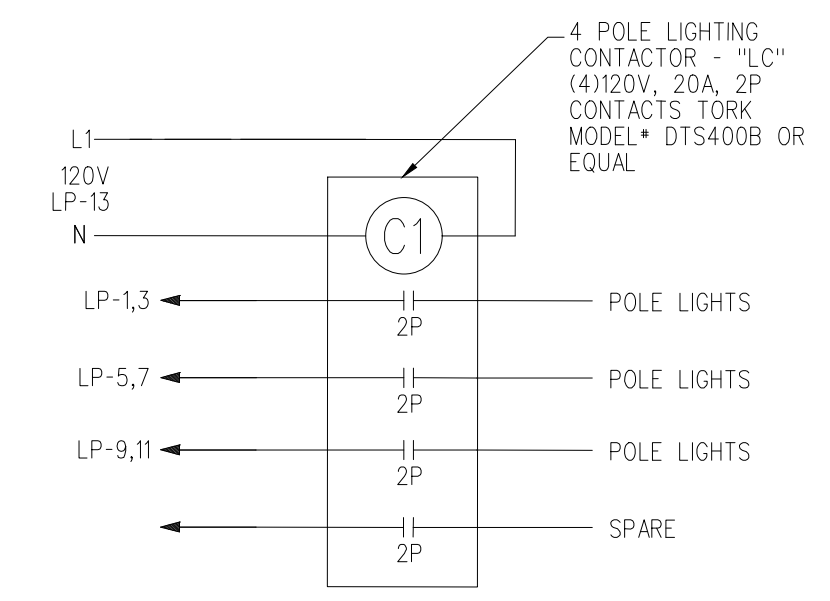 4 POLE LIGHTING
CONTACTOR - "LC"
(4)120V, 20A, 2P
CONTACTS TORK
MODEL# DTS400B OR
EQUAL
L1
120V
LP-13
N
C1
LP-1,3
2P
POLE LIGHTS
LP-5,7
2P
POLE LIGHTS
LP-9,11
2P
POLE LIGHTS
2P
SPARE